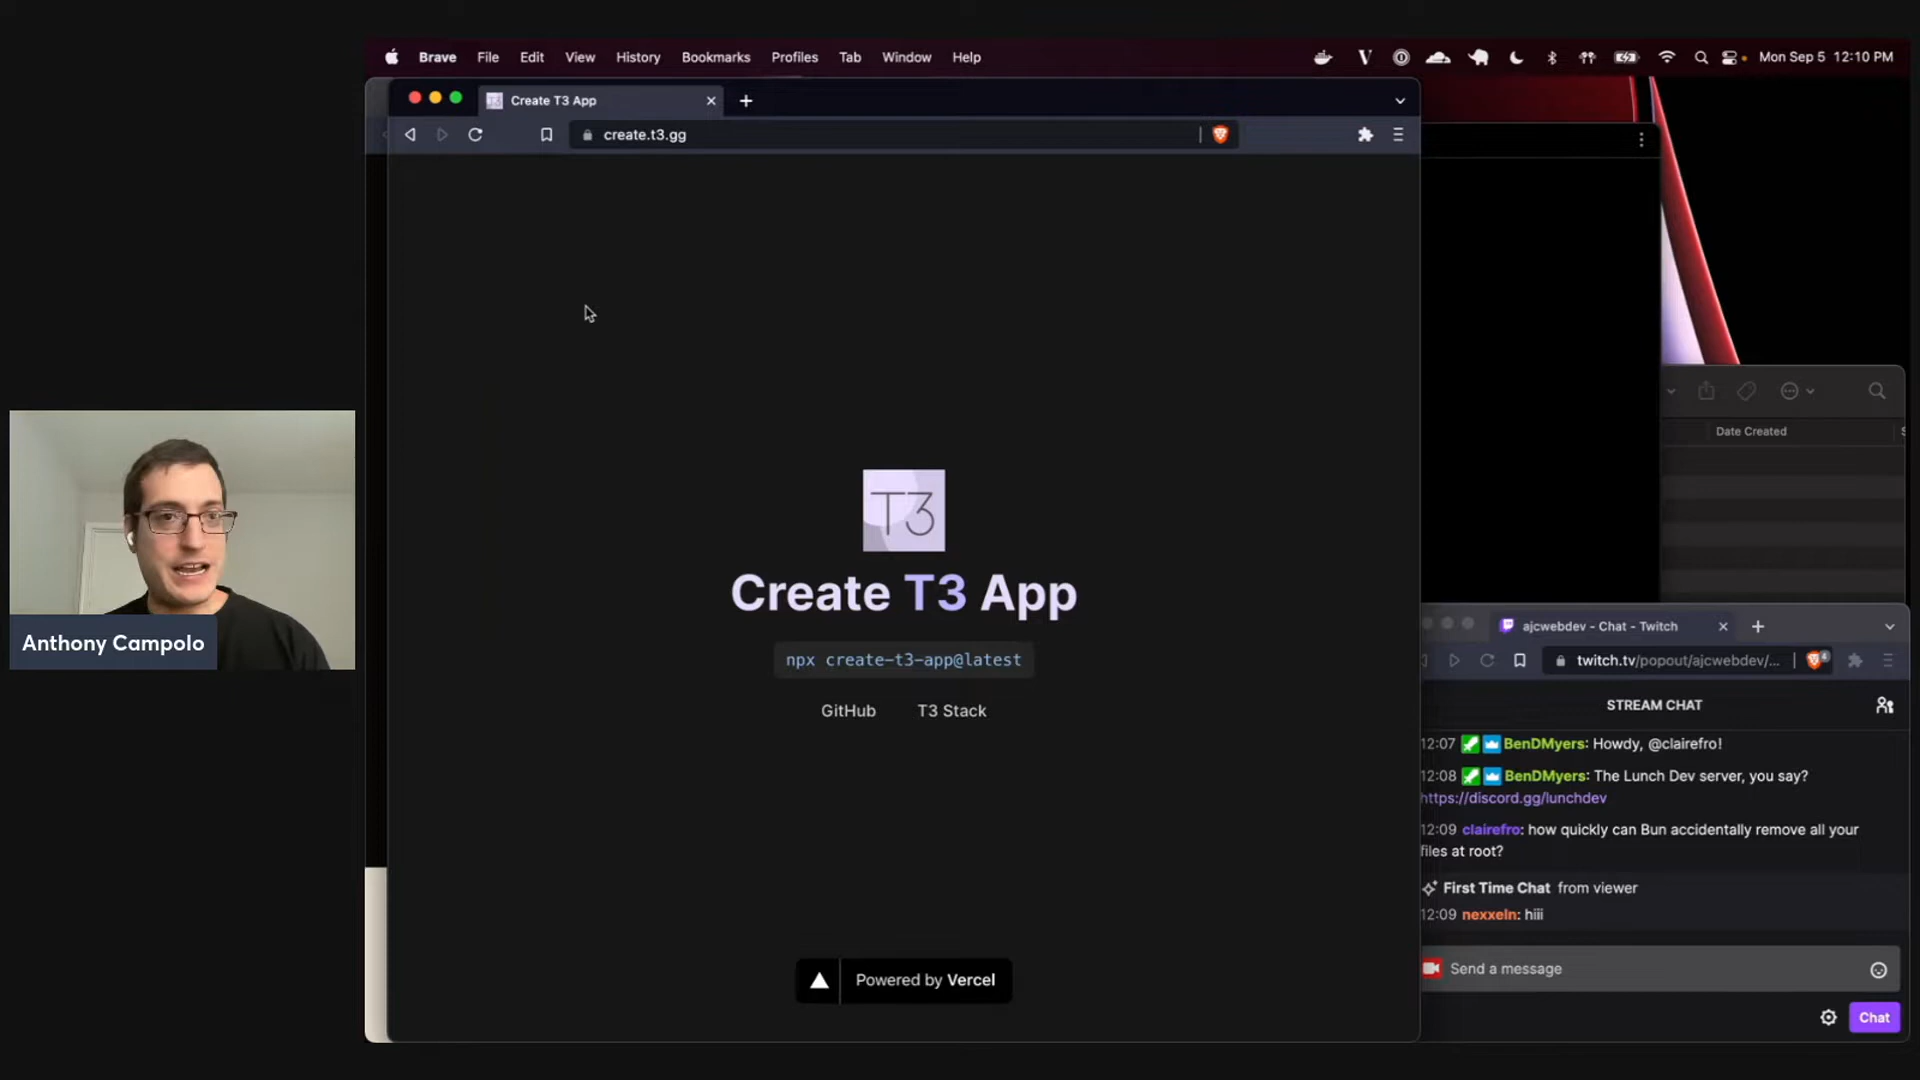 Brave File Edit View History Bookmarks Profiles Tab Window Help
Mon Sep 5 12:10 PM
Create T3 App
create.t3.gg
T3
Create T3 App
npx create-t3-app@latest
GitHub T3 Stack
Powered by Vercel
Anthony Campolo
Date Created
ajcwebdev - Chat - Twitch
twitch.tv/popout/ajcwebdev/...
4
STREAM CHAT
12:07 BenDMyers: Howdy, @clairefro!
12:08 BenDMyers: The Lunch Dev server, you say?
https://discord.gg/lunchdev
12:09 clairefro: how quickly can Bun accidentally remove all your
files at root?
First Time Chat from viewer
12:09 nexxeln: hiii
Send a message
Chat